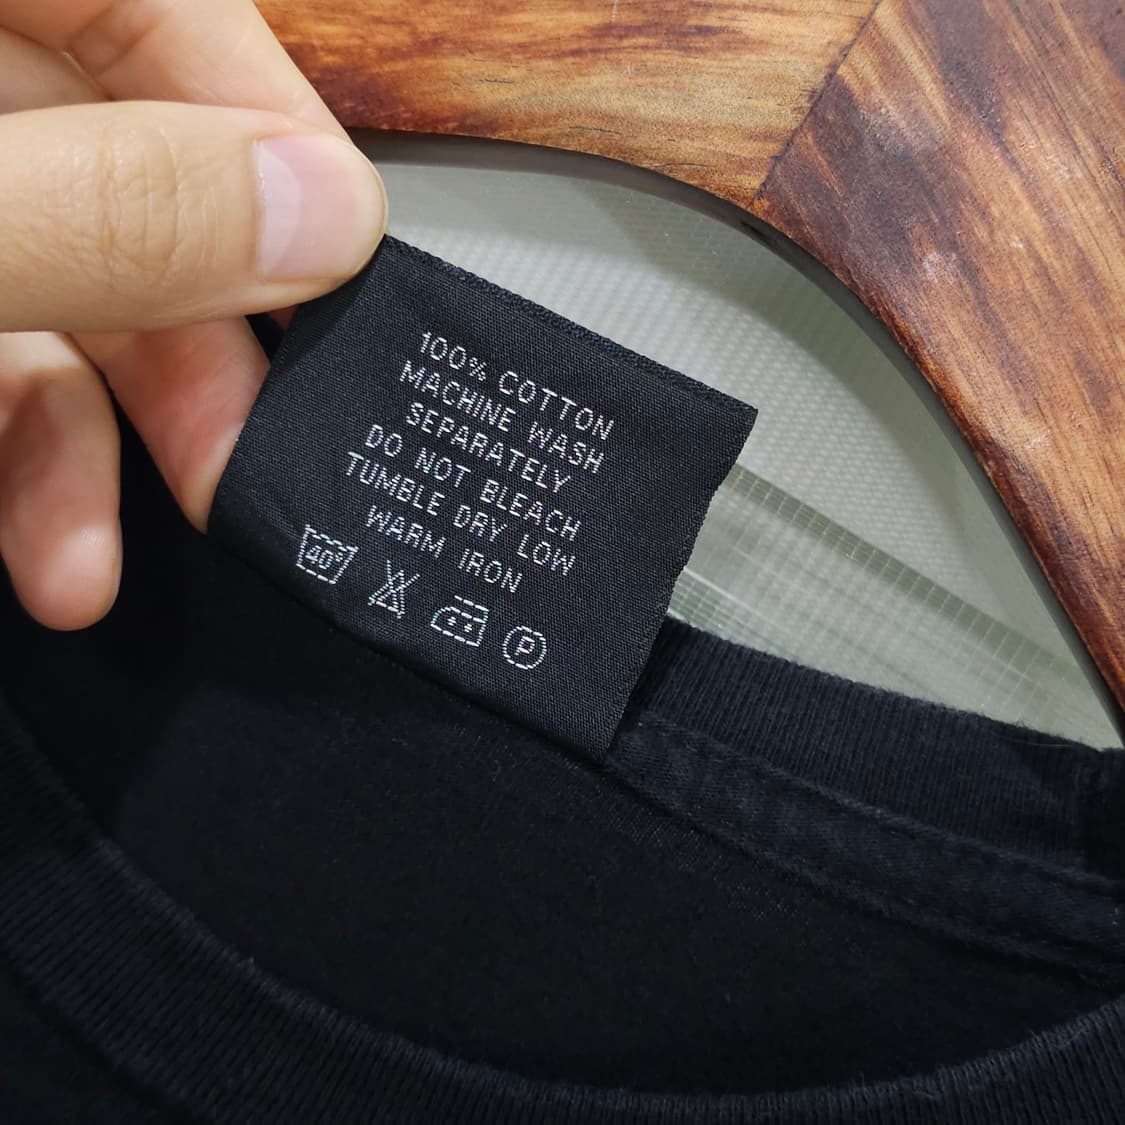 100% COTTON
MACHINE WASH
SEPARATELY
DO NOT BLEACH
TUMBLE DRY LOW
WARM IRON
40° P